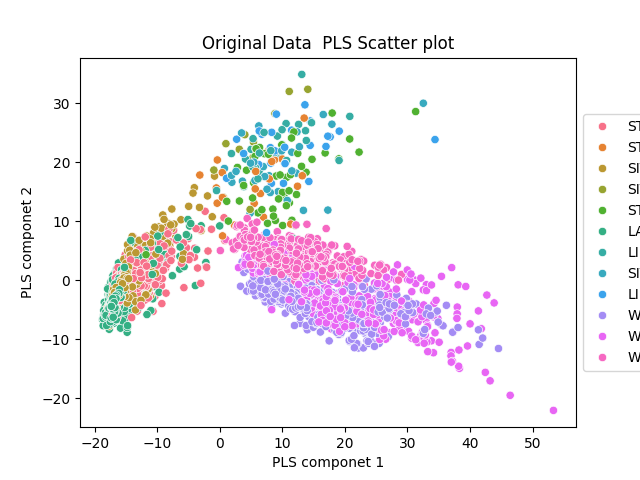 Original Data  PLS Scatter plot
PLS componet 2
30
20
10
0
−10
−20
−20
−10
0
10
20
30
40
50
PLS componet 1
ST
ST
SI
SI
ST
LA
LI
SI
LI
W
W
W